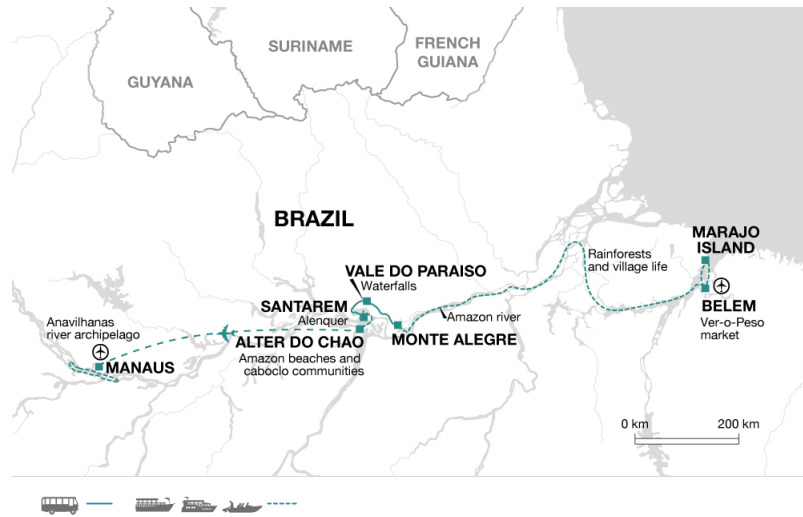 GUYANA
SURINAME
FRENCH
GUIANA
BRAZIL
MARAJO
ISLAND
Rainforests
and village life
VALE DO PARAISO
Waterfalls
SANTAREM
Alenquer
Amazon river
BELEM
Ver-o-Peso
market
Anavilhanas
river archipelago
ALTER DO CHAO
Amazon beaches and
caboclo communities
MONTE ALEGRE
MANAUS
0 km
200 km